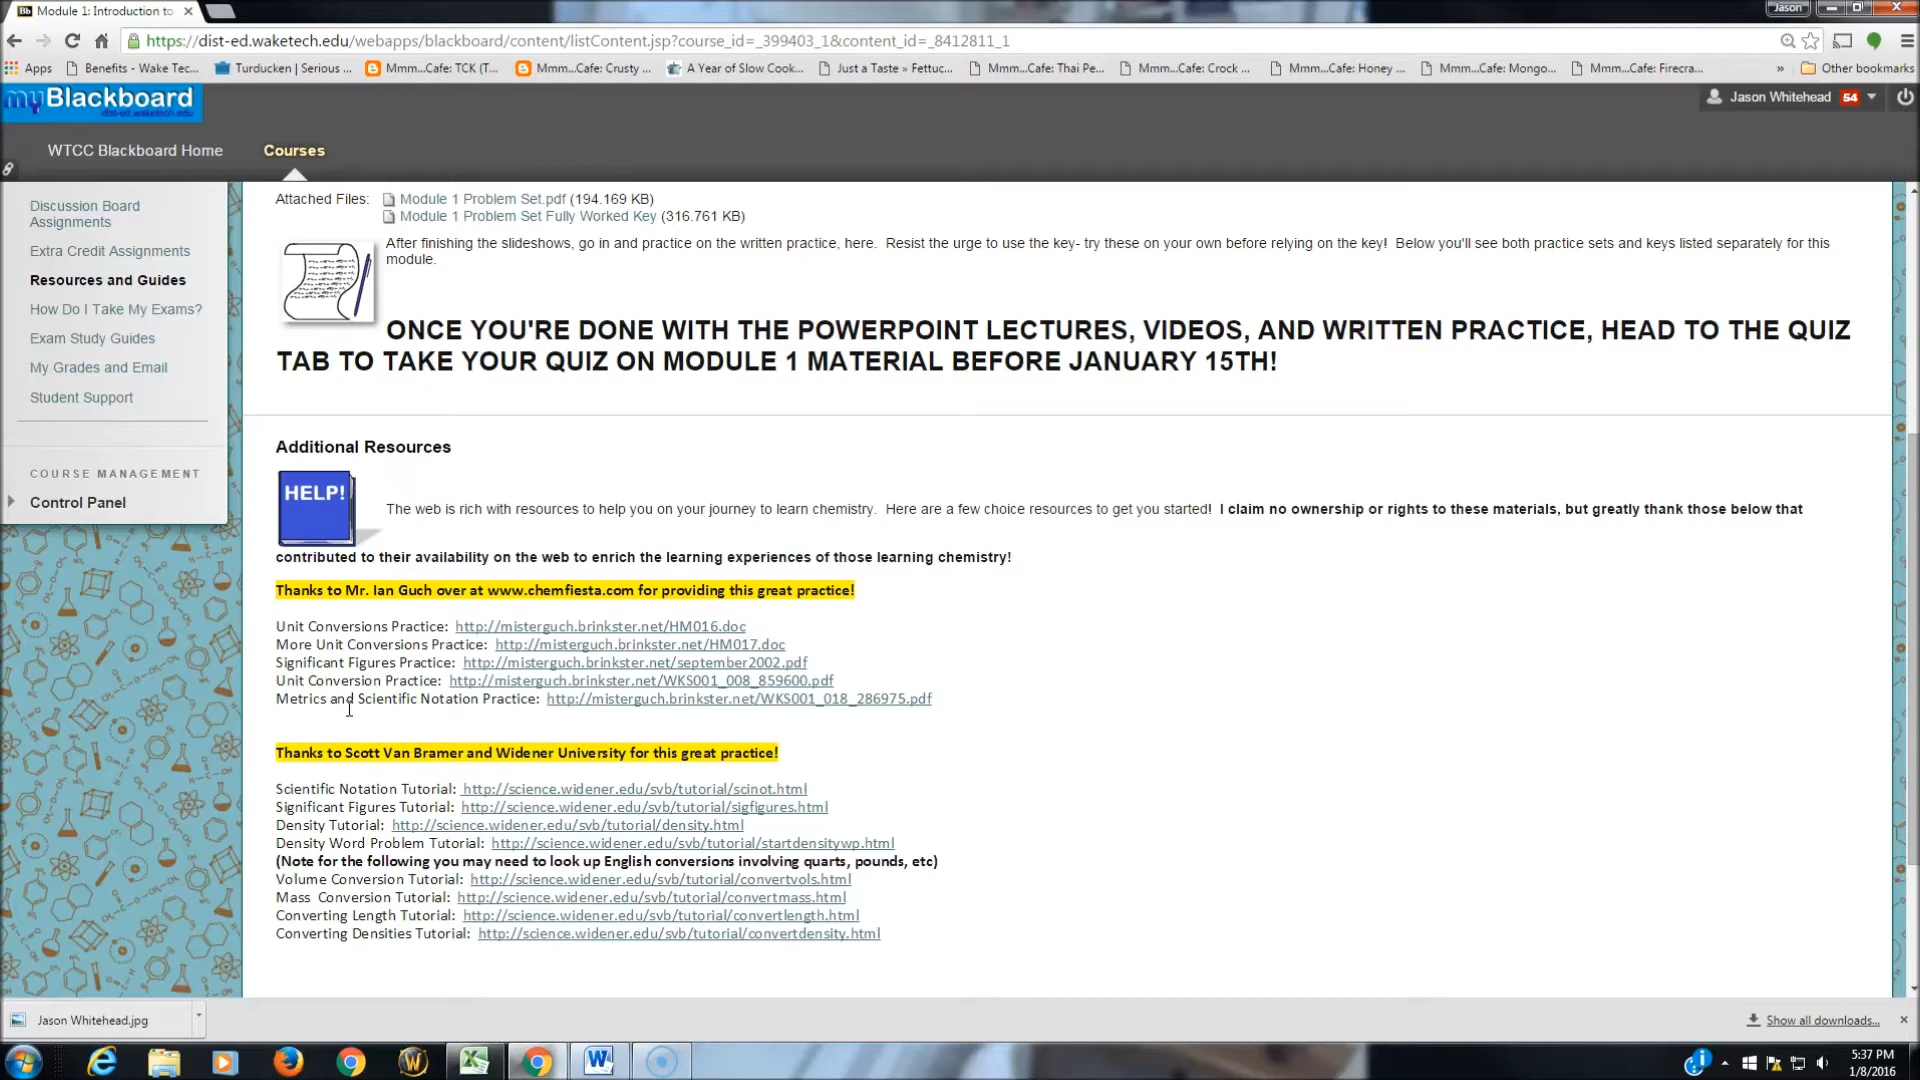 Module 1: Introduction to
Jason
https://dist-ed.waketech.edu/webapps/blackboard/content/listContent.jsp?course_id=_399403_1&content_id=_8412811_1
Apps
Benefits - Wake Tec...
Turducken | Serious ...
Mmm...Cafe: TCK (T...
Mmm...Cafe: Crusty ...
A Year of Slow Cook...
Just a Taste » Fettuc...
Mmm...Cafe: Thai Pe...
Mmm...Cafe: Crock ...
Mmm...Cafe: Honey ...
Mmm...Cafe: Mongo...
Mmm...Cafe: Firecra...
»
Other bookmarks
myBlackboard
dist-ed.waketech.edu
Jason Whitehead 54
WTCC Blackboard Home
Courses
Discussion Board
Assignments
Extra Credit Assignments
Resources and Guides
How Do I Take My Exams?
Exam Study Guides
My Grades and Email
Student Support
COURSE MANAGEMENT
Control Panel
Attached Files: Module 1 Problem Set.pdf (194.169 KB)
Module 1 Problem Set Fully Worked Key (316.761 KB)
After finishing the slideshows, go in and practice on the written practice, here. Resist the urge to use the key- try these on your own before relying on the key! Below you'll see both practice sets and keys listed separately for this
module.
ONCE YOU'RE DONE WITH THE POWERPOINT LECTURES, VIDEOS, AND WRITTEN PRACTICE, HEAD TO THE QUIZ
TAB TO TAKE YOUR QUIZ ON MODULE 1 MATERIAL BEFORE JANUARY 15TH!
Additional Resources
HELP!
The web is rich with resources to help you on your journey to learn chemistry. Here are a few choice resources to get you started! I claim no ownership or rights to these materials, but greatly thank those below that
contributed to their availability on the web to enrich the learning experiences of those learning chemistry!
Thanks to Mr. Ian Guch over at www.chemfiesta.com for providing this great practice!
Unit Conversions Practice: http://misterguch.brinkster.net/HM016.doc
More Unit Conversions Practice: http://misterguch.brinkster.net/HM017.doc
Significant Figures Practice: http://misterguch.brinkster.net/september2002.pdf
Unit Conversion Practice: http://misterguch.brinkster.net/WKS001_008_859600.pdf
Metrics and Scientific Notation Practice: http://misterguch.brinkster.net/WKS001_018_286975.pdf
Thanks to Scott Van Bramer and Widener University for this great practice!
Scientific Notation Tutorial: http://science.widener.edu/svb/tutorial/scinot.html
Significant Figures Tutorial: http://science.widener.edu/svb/tutorial/sigfigures.html
Density Tutorial: http://science.widener.edu/svb/tutorial/density.html
Density Word Problem Tutorial: http://science.widener.edu/svb/tutorial/startdensitywp.html
(Note for the following you may need to look up English conversions involving quarts, pounds, etc)
Volume Conversion Tutorial: http://science.widener.edu/svb/tutorial/convertvols.html
Mass Conversion Tutorial: http://science.widener.edu/svb/tutorial/convertmass.html
Converting Length Tutorial: http://science.widener.edu/svb/tutorial/convertlength.html
Converting Densities Tutorial: http://science.widener.edu/svb/tutorial/convertdensity.html
Jason Whitehead.jpg
Show all downloads...
5:37 PM
1/8/2016